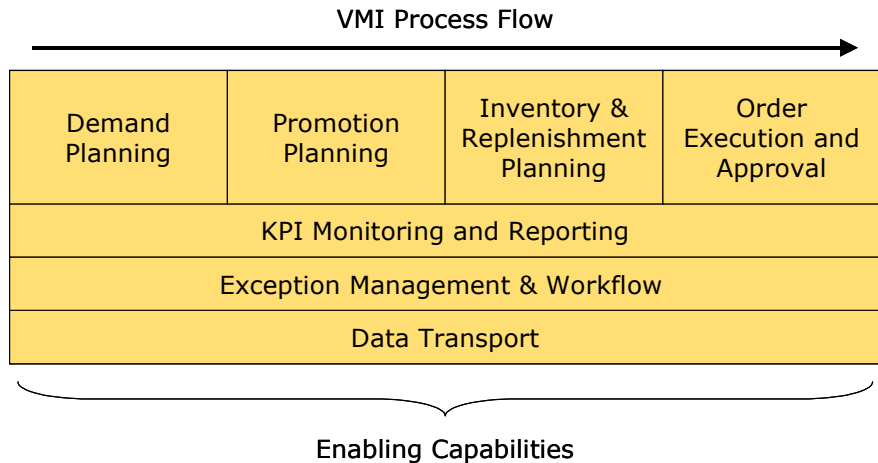 VMI Process Flow
Demand
Planning
Promotion
Planning
Inventory &
Replenishment
Planning
Order
Execution and
Approval
KPI Monitoring and Reporting
Exception Management & Workflow
Data Transport
Enabling Capabilities